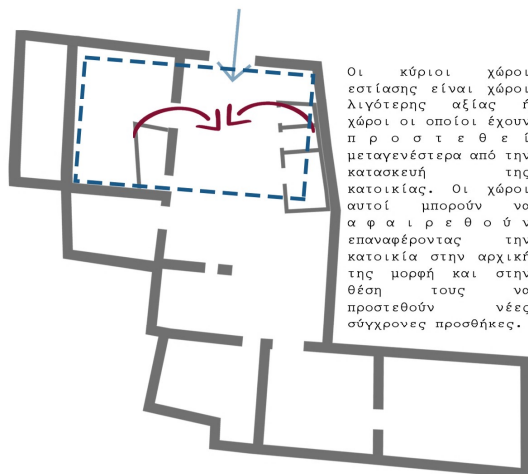 Οι κύριοι χώροι
εστίασης είναι χώροι
λιγότερης αξίας ή
χώροι οι οποίοι έχουν
προστεθεί
μεταγενέστερα από την
κατασκευή της
κατοικίας. Οι χώροι
αυτοί μπορούν να
αφαιρεθούν
επαναφέροντας την
κατοικία στην αρχική
της μορφή και στην
θέση τους να
προστεθούν νέες
σύγχρονες προσθήκες.